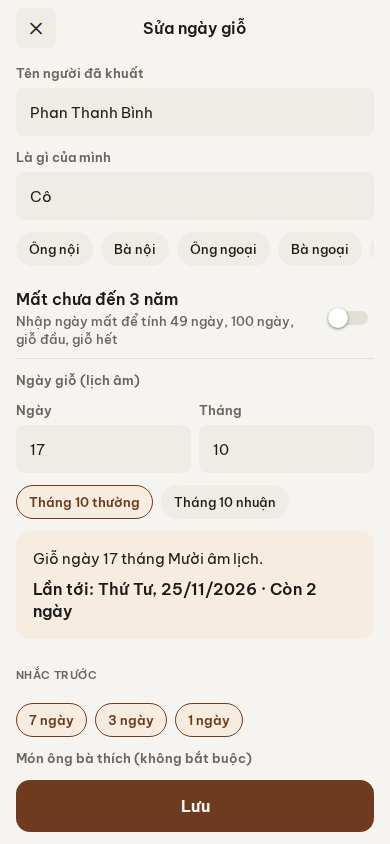 Sửa ngày giỗ
Tên người đã khuất
Phan Thanh Bình
Là gì của mình
Cô
Ông nội
Bà nội
Ông ngoại
Bà ngoại
Mất chưa đến 3 năm
Nhập ngày mất để tính 49 ngày, 100 ngày,
giỗ đầu, giỗ hết
Ngày giỗ (lịch âm)
Ngày
Tháng
17
10
Tháng 10 thường
Tháng 10 nhuận
Giỗ ngày 17 tháng Mười âm lịch.
Lần tới: Thứ Tư, 25/11/2026 · Còn 2
ngày
NHẮC TRƯỚC
7 ngày
3 ngày
1 ngày
Món ông bà thích (không bắt buộc)
Lưu